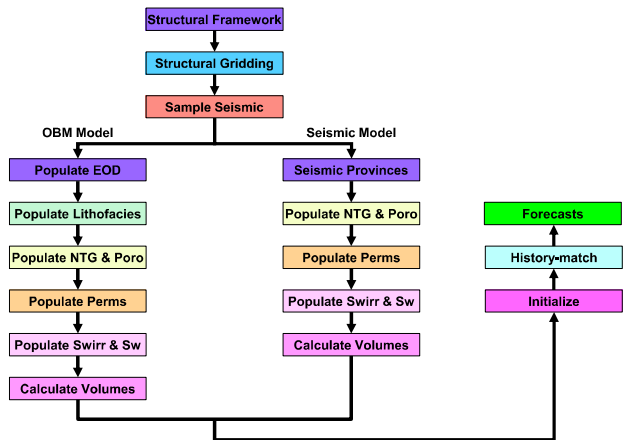 Structural Framework
Structural Gridding
Sample Seismic
OBM Model
Populate EOD
Populate Lithofacies
Populate NTG & Poro
Populate Perms
Populate Swirr & Sw
Calculate Volumes
Seismic Model
Seismic Provinces
Populate NTG & Poro
Populate Perms
Populate Swirr & Sw
Calculate Volumes
Forecasts
History-match
Initialize